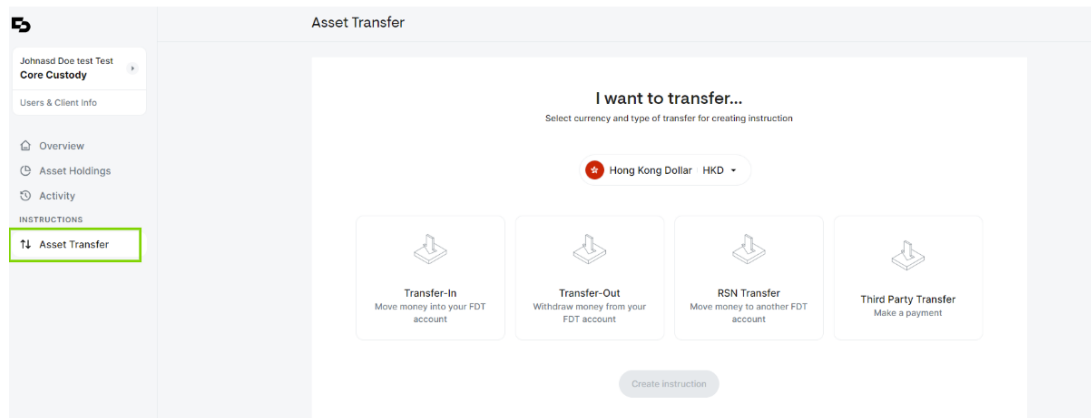 Asset Transfer
Johnasd Doe test Test
Core Custody
Users & Client Info
Overview
Asset Holdings
Activity
INSTRUCTIONS
Asset Transfer
I want to transfer...
Select currency and type of transfer for creating instruction
Hong Kong Dollar HKD
Transfer-In
Move money into your FDT
account
Transfer-Out
Withdraw money from your
FDT account
RSN Transfer
Move money to another FDT
account
Third Party Transfer
Make a payment
Create instruction